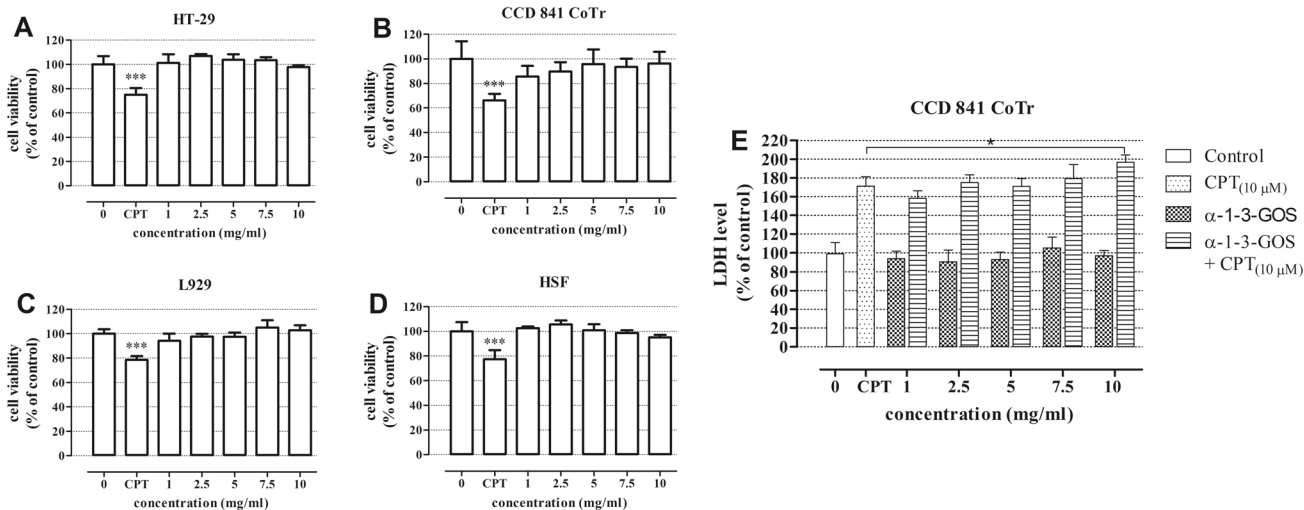 A
HT-29
cell viability
(% of control)
120
100
80
60
40
20
0
***
0 CPT 1 2.5 5 7.5 10
concentration (mg/ml)
B
CCD 841 CoTr
cell viability
(% of control)
120
100
80
60
40
20
0
***
0 CPT 1 2.5 5 7.5 10
concentration (mg/ml)
C
L929
cell viability
(% of control)
120
100
80
60
40
20
0
***
0 CPT 1 2.5 5 7.5 10
concentration (mg/ml)
D
HSF
cell viability
(% of control)
120
100
80
60
40
20
0
***
0 CPT 1 2.5 5 7.5 10
concentration (mg/ml)
E
CCD 841 CoTr
LDH level
(% of control)
220
200
180
160
140
120
100
80
60
40
20
0
*
0 CPT 1 2.5 5 7.5 10
concentration (mg/ml)
Control
CPT(10 μM)
α-1-3-GOS
α-1-3-GOS
+ CPT(10 μM)